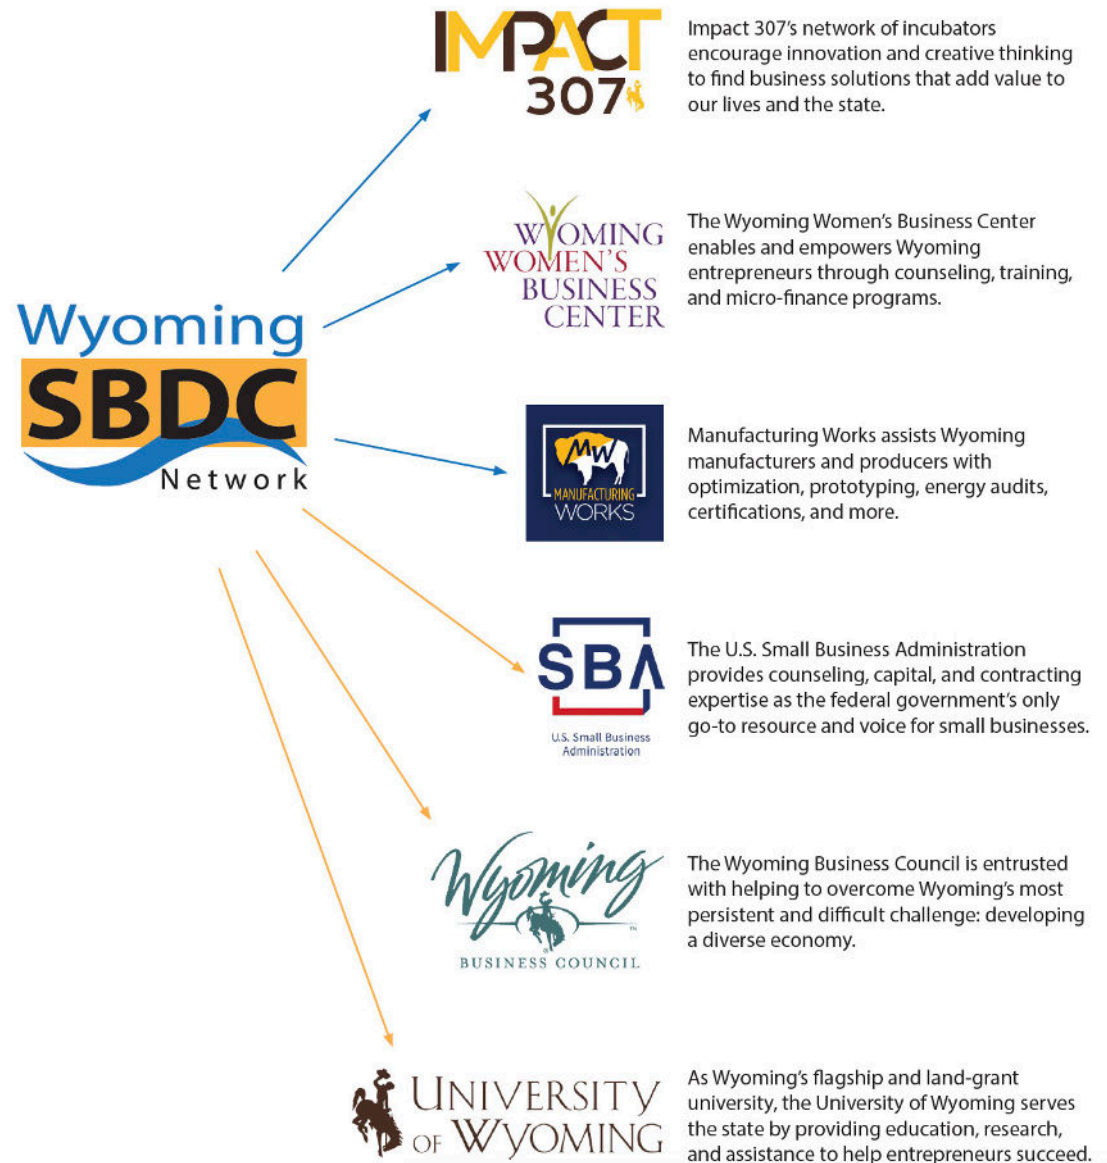 IMPACT
307
Impact 307's network of incubators
encourage innovation and creative thinking
to find business solutions that add value to
our lives and the state.
WYOMING
WOMEN'S
BUSINESS
CENTER
The Wyoming Women's Business Center
enables and empowers Wyoming
entrepreneurs through counseling, training,
and micro-finance programs.
Wyoming
SBDC
Network
MW
MANUFACTURING
WORKS
Manufacturing Works assists Wyoming
manufacturers and producers with
optimization, prototyping, energy audits,
certifications, and more.
SBA
U.S. Small Business
Administration
The U.S. Small Business Administration
provides counseling, capital, and contracting
expertise as the federal government's only
go-to resource and voice for small businesses.
Wyoming
™
®
BUSINESS COUNCIL
The Wyoming Business Council is entrusted
with helping to overcome Wyoming's most
persistent and difficult challenge: developing
a diverse economy.
UNIVERSITY
OF WYOMING
As Wyoming's flagship and land-grant
university, the University of Wyoming serves
the state by providing education, research,
and assistance to help entrepreneurs succeed.